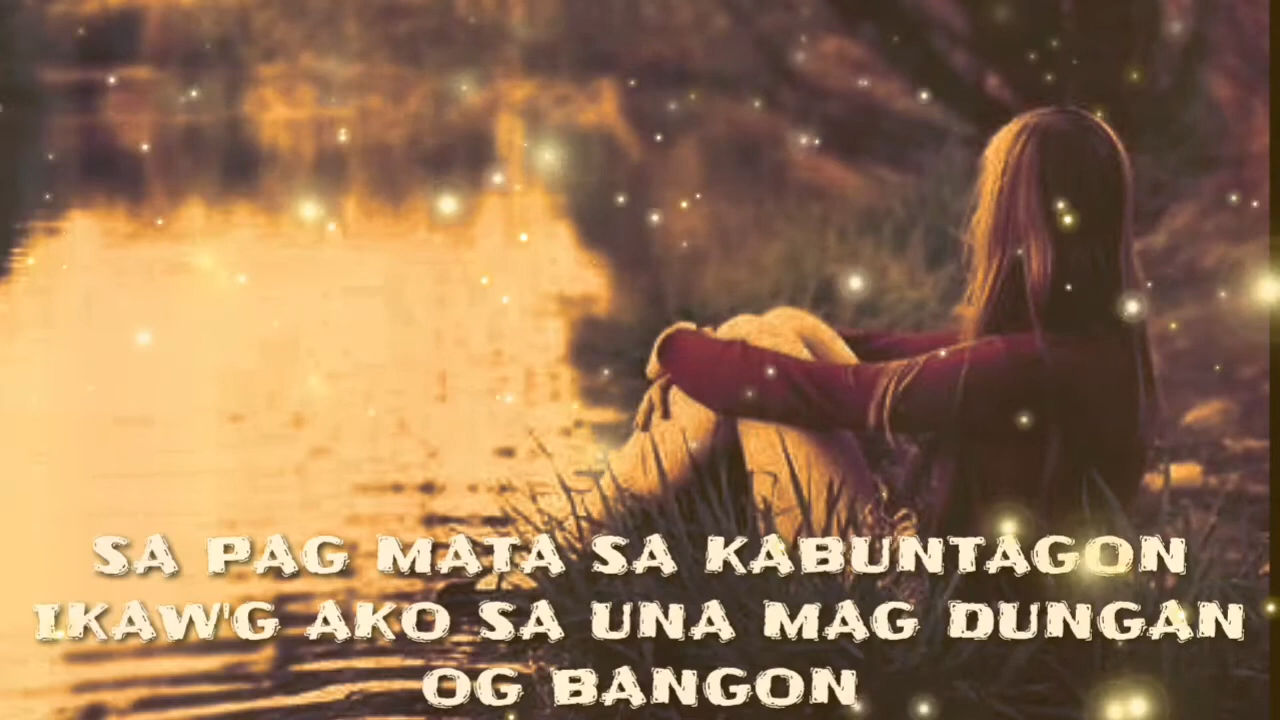 SA PAG MATA SA KABUNTAGON
IKAW'G AKO SA UNA MAG DUNGAN
OG BANGON